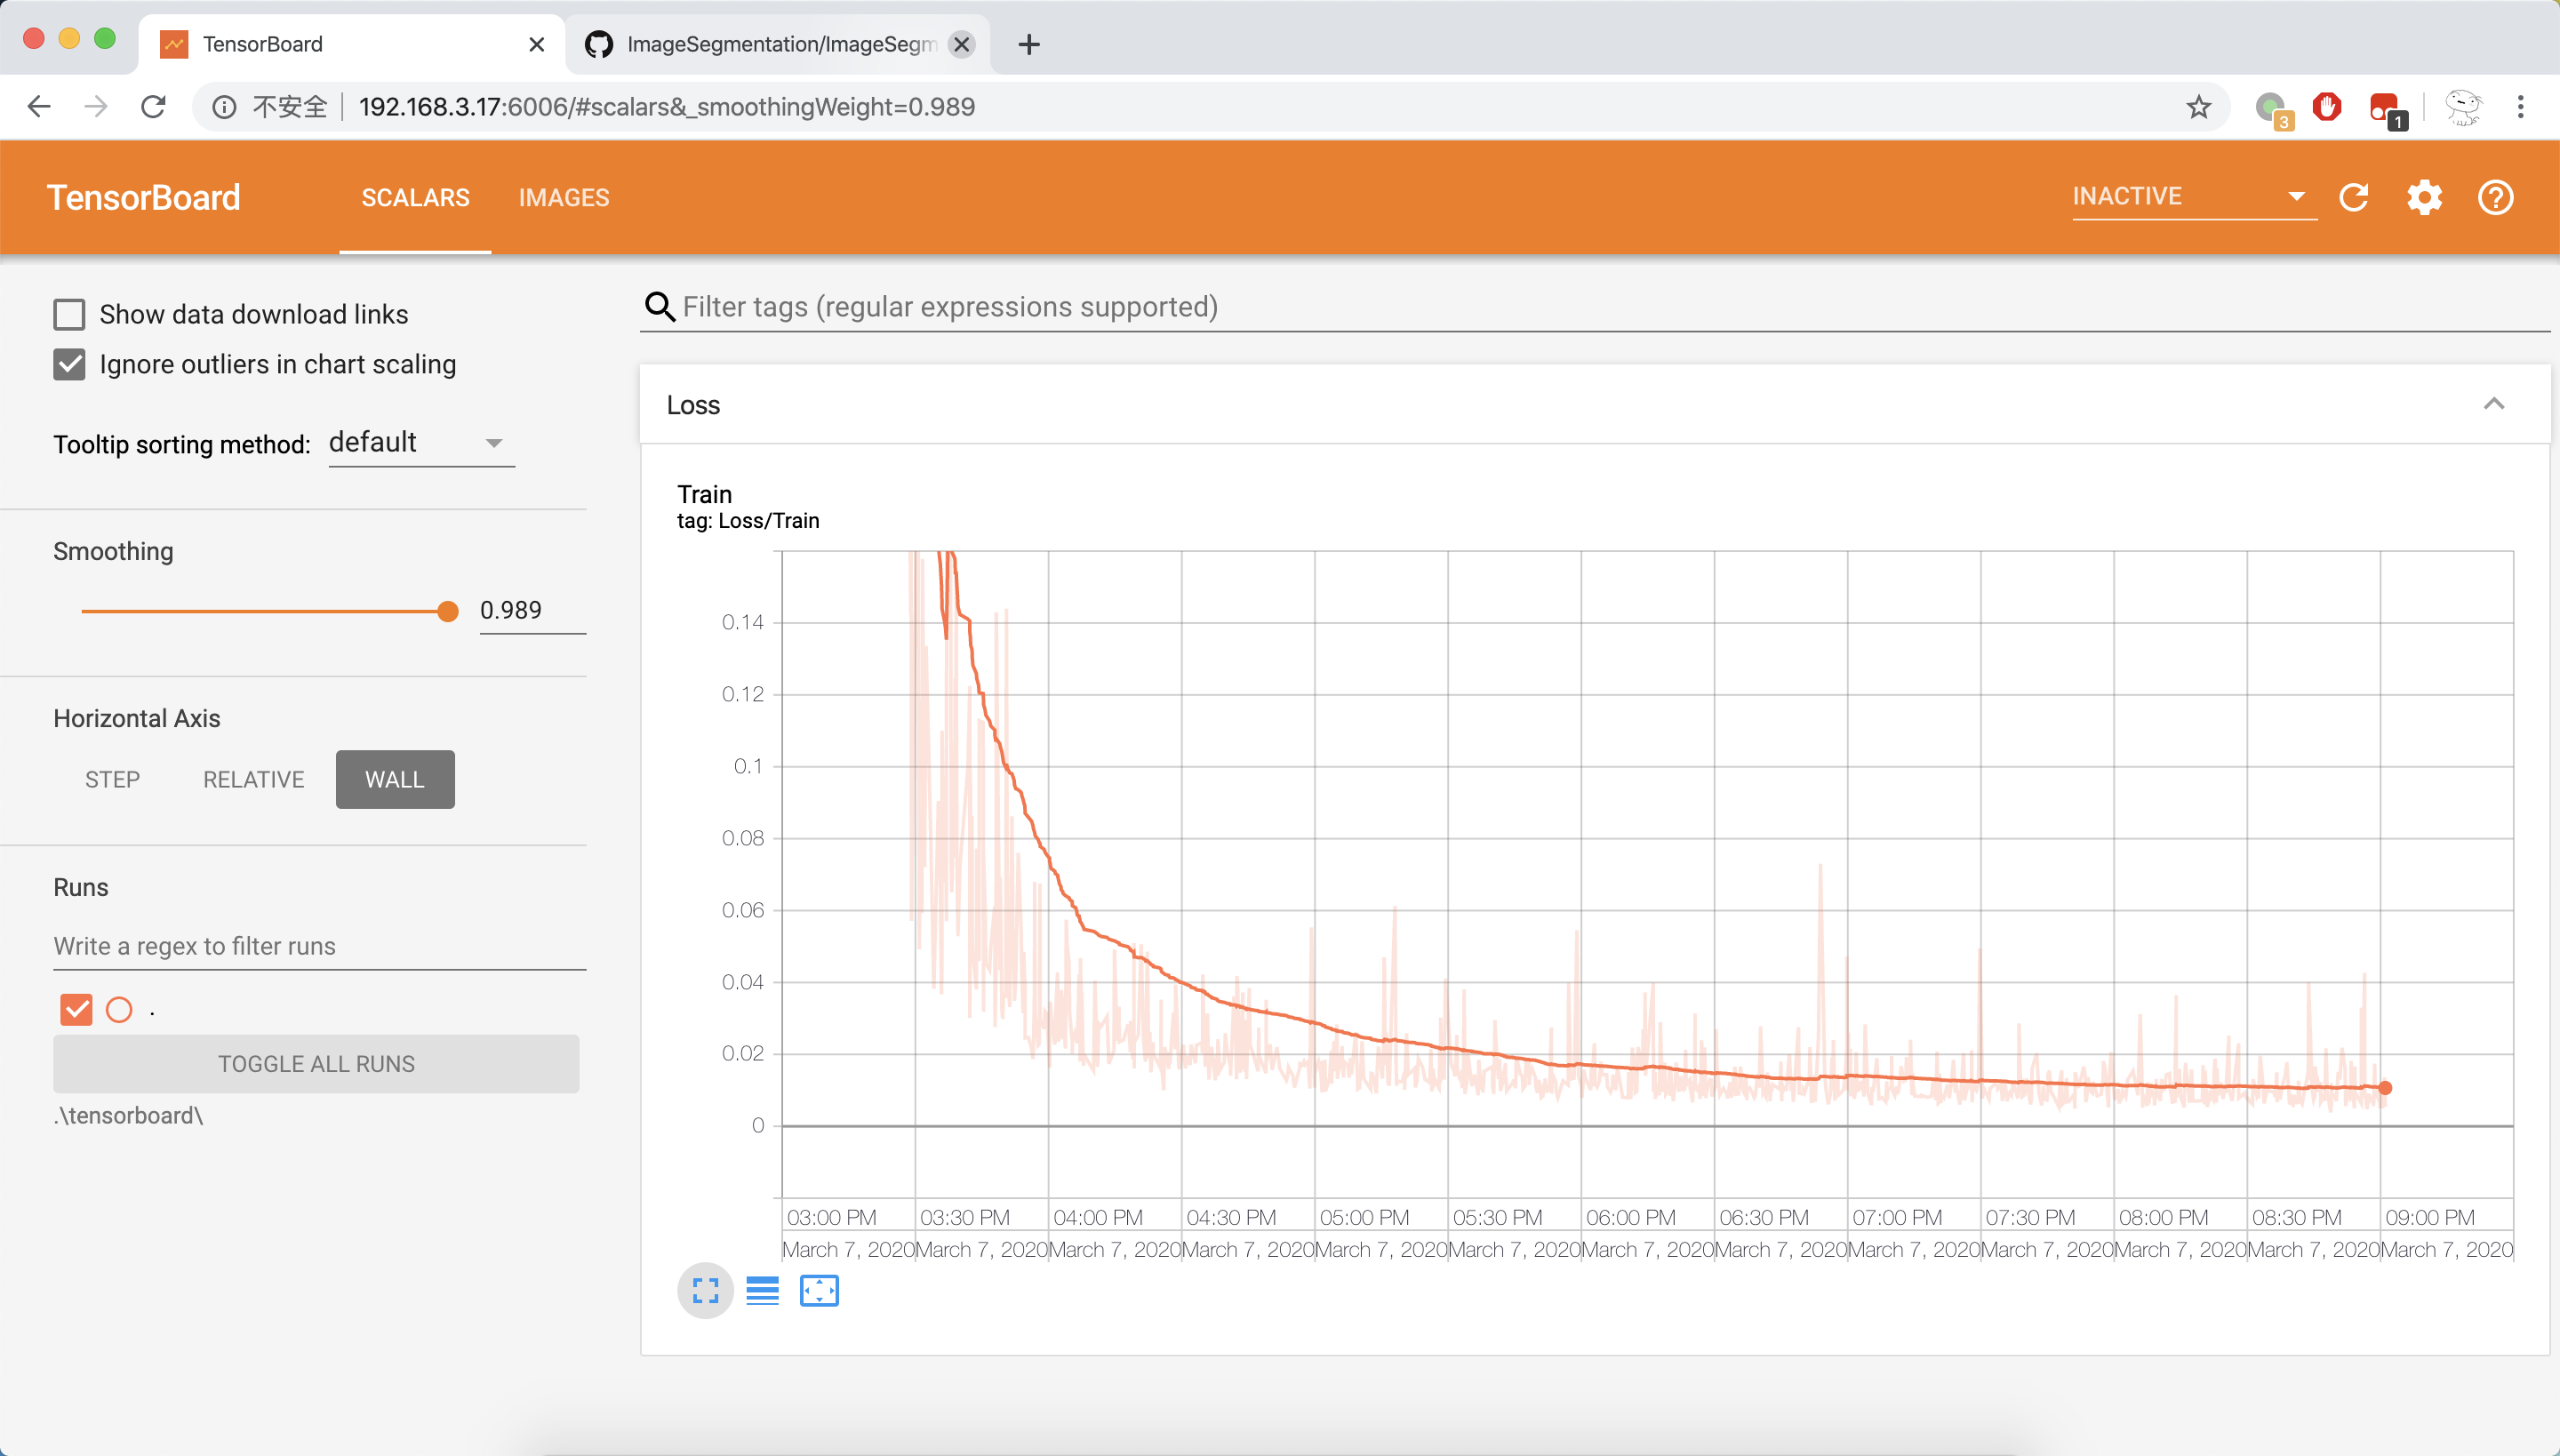 TensorBoard
ImageSegmentation/ImageSegm
不安全 192.168.3.17:6006/#scalars&_smoothingWeight=0.989
3
1
TensorBoard SCALARS IMAGES INACTIVE
Show data download links
Ignore outliers in chart scaling
Tooltip sorting method: default
Smoothing
0.989
Horizontal Axis
STEP RELATIVE WALL
Runs
Write a regex to filter runs
.
TOGGLE ALL RUNS
.\tensorboard\
Filter tags (regular expressions supported)
Loss
Train
tag: Loss/Train
0.14
0.12
0.1
0.08
0.06
0.04
0.02
0
03:00 PM 03:30 PM 04:00 PM 04:30 PM 05:00 PM 05:30 PM 06:00 PM 06:30 PM 07:00 PM 07:30 PM 08:00 PM 08:30 PM 09:00 PM
March 7, 2020 March 7, 2020 March 7, 2020 March 7, 2020 March 7, 2020 March 7, 2020 March 7, 2020 March 7, 2020 March 7, 2020 March 7, 2020 March 7, 2020 March 7, 2020 March 7, 2020